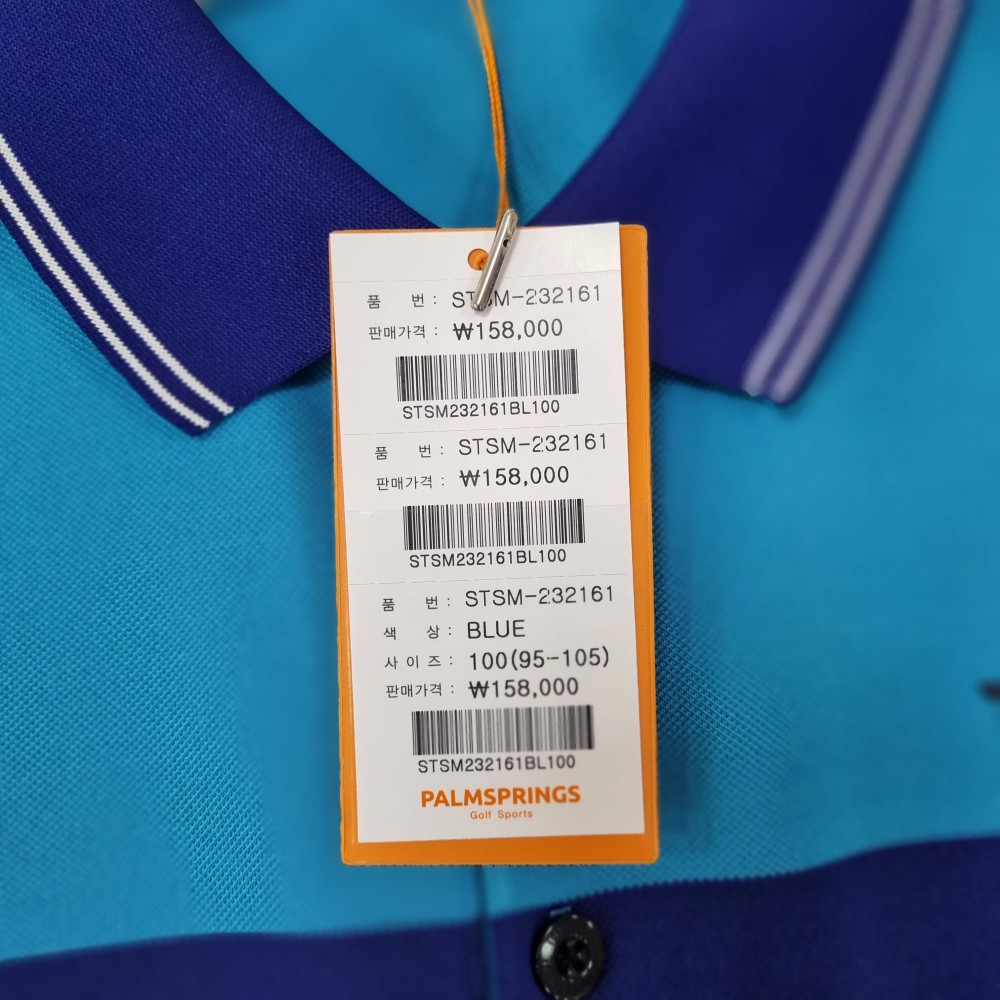 품 번 : STSM-232161
판매가격 : ₩158,000
STSM232161BL100
품 번 : STSM-232161
판매가격 : ₩158,000
STSM232161BL100
품 번 : STSM-232161
색 상 : BLUE
사 이 즈 : 100(95-105)
판매가격 : ₩158,000
STSM232161BL100
PALMSPRINGS
Golf Sports